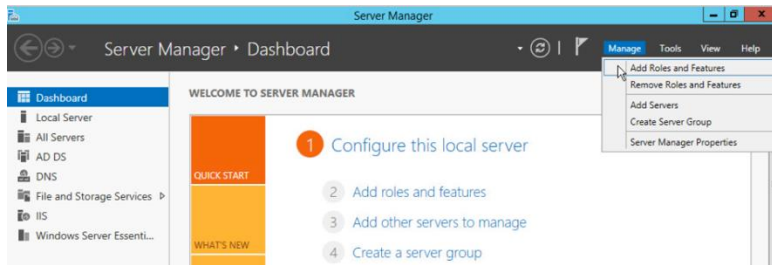 Server Manager
Server Manager • Dashboard
Manage Tools View Help
Add Roles and Features
Remove Roles and Features
Add Servers
Create Server Group
Server Manager Properties
Dashboard
Local Server
All Servers
AD DS
DNS
File and Storage Services
IIS
Windows Server Essenti...
WELCOME TO SERVER MANAGER
QUICK START
WHAT'S NEW
1 Configure this local server
2 Add roles and features
3 Add other servers to manage
4 Create a server group